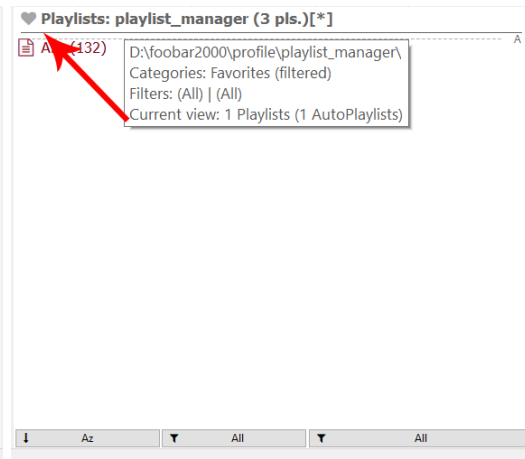 Playlists: playlist_manager (3 pls.)[*]
A
(132)
D:\foobar2000\profile\playlist_manager\
Categories: Favorites (filtered)
Filters: (All) | (All)
Current view: 1 Playlists (1 AutoPlaylists)
Az
All
All